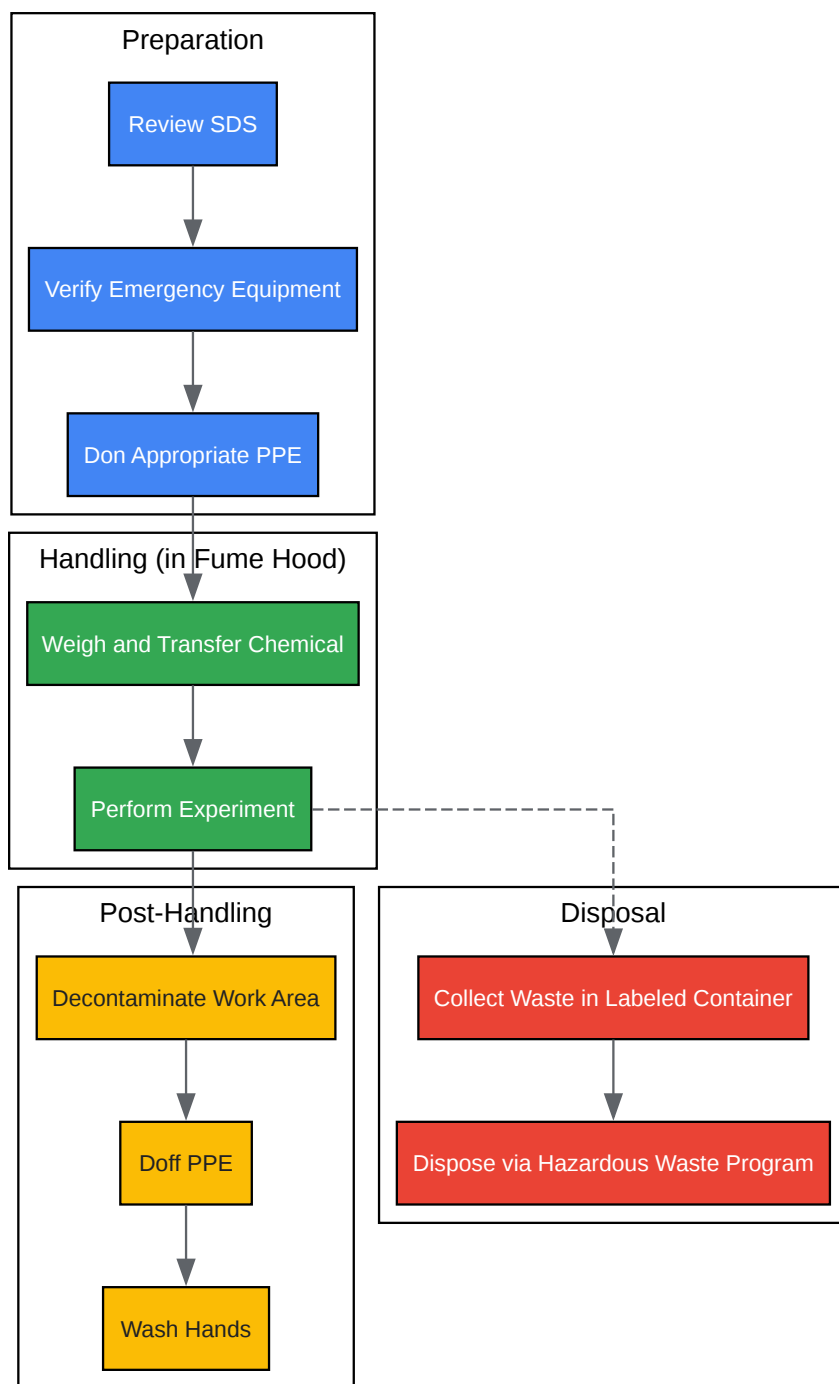 Preparation
Review SDS
Verify Emergency Equipment
Don Appropriate PPE
Handling (in Fume Hood)
Weigh and Transfer Chemical
Perform Experiment
Post-Handling
Decontaminate Work Area
Doff PPE
Wash Hands
Disposal
Collect Waste in Labeled Container
Dispose via Hazardous Waste Program